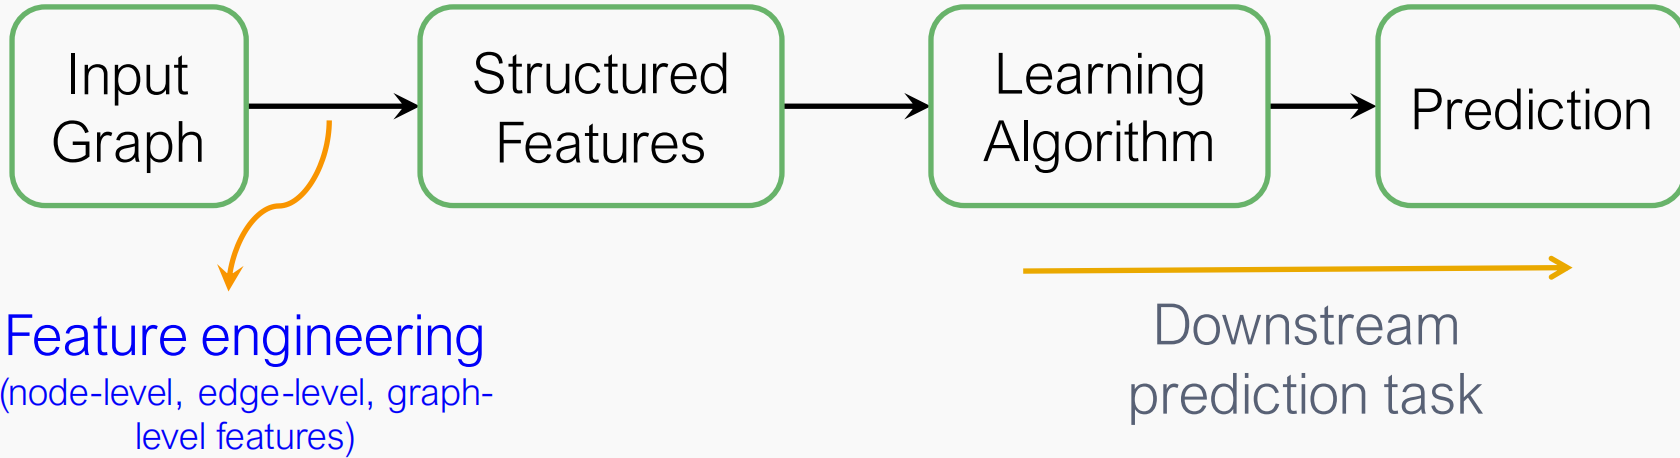 Input
Graph
Structured
Features
Learning
Algorithm
Prediction
Feature engineering
(node-level, edge-level, graph-
level features)
Downstream
prediction task